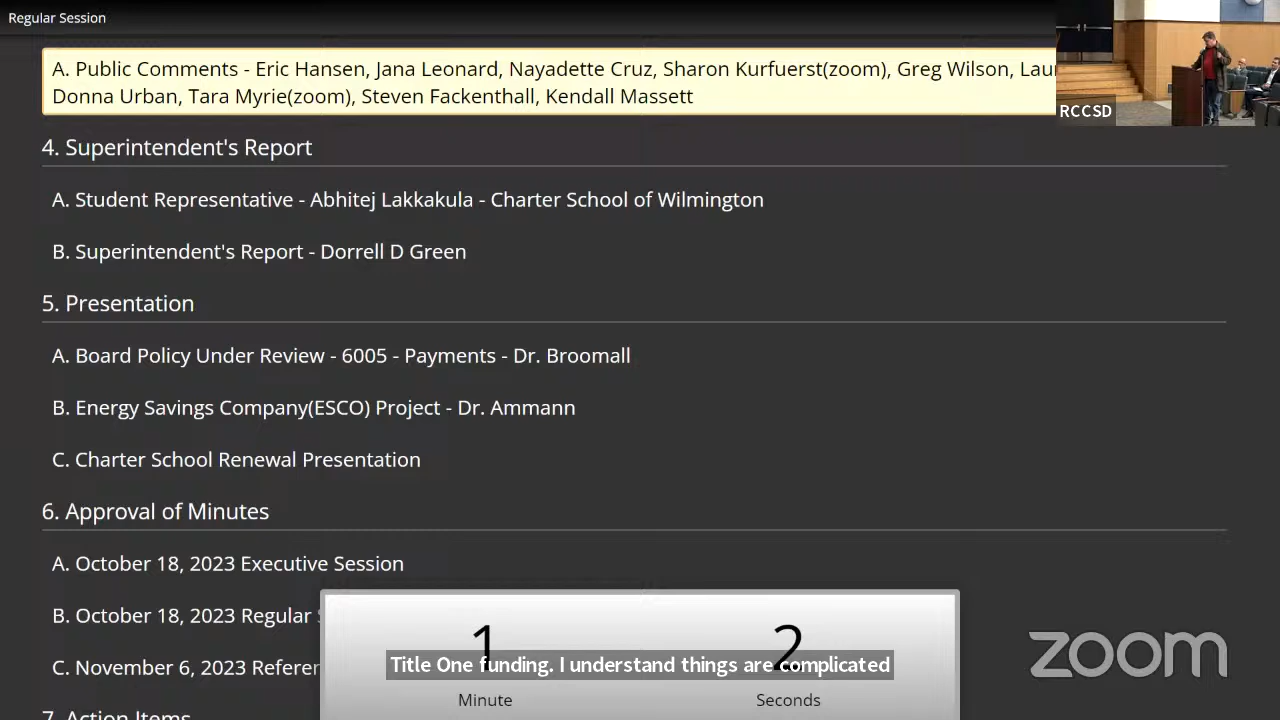 Regular Session
A. Public Comments - Eric Hansen, Jana Leonard, Nayadette Cruz, Sharon Kurfuerst(zoom), Greg Wilson,
Donna Urban, Tara Myrie(zoom), Steven Fackenthall, Kendall Massett
RCCSD
4. Superintendent's Report
A. Student Representative - Abhitej Lakkakula - Charter School of Wilmington
B. Superintendent's Report - Dorrell D Green
5. Presentation
A. Board Policy Under Review - 6005 - Payments - Dr. Broomall
B. Energy Savings Company(ESCO) Project - Dr. Ammann
C. Charter School Renewal Presentation
6. Approval of Minutes
A. October 18, 2023 Executive Session
B. October 18, 2023 Regular
C. November 6, 2023
1 2
Title One funding. I understand things are complicated
Minute Seconds
zoom
7. Action Items